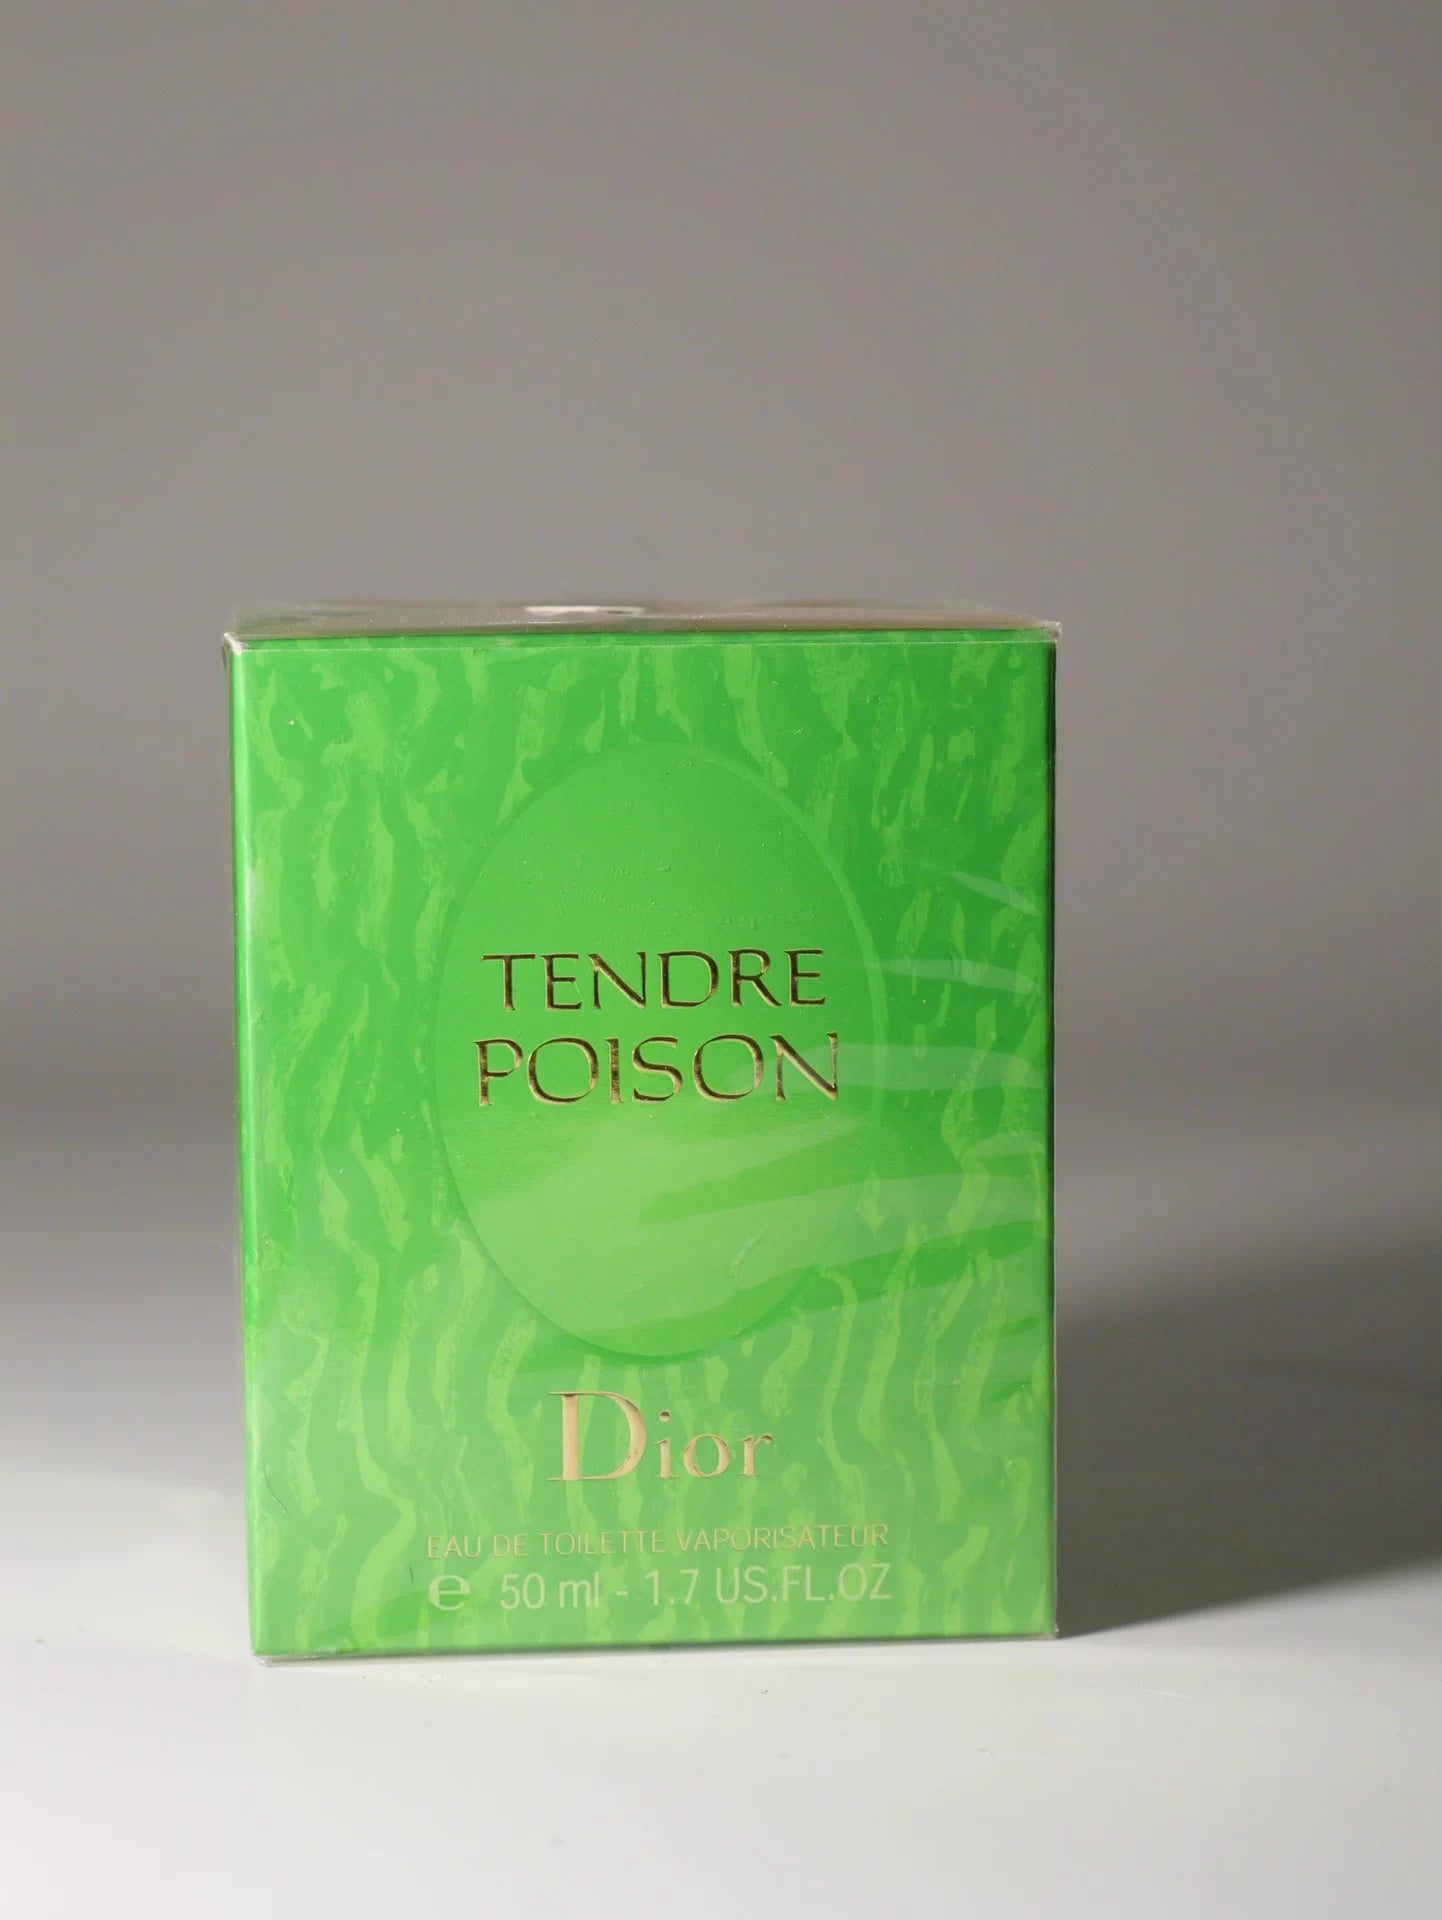 TENDRE
POISON
Dior
EAU DE TOILETTE VAPORISATEUR
℮ 50 ml - 1.7 US.FL.OZ